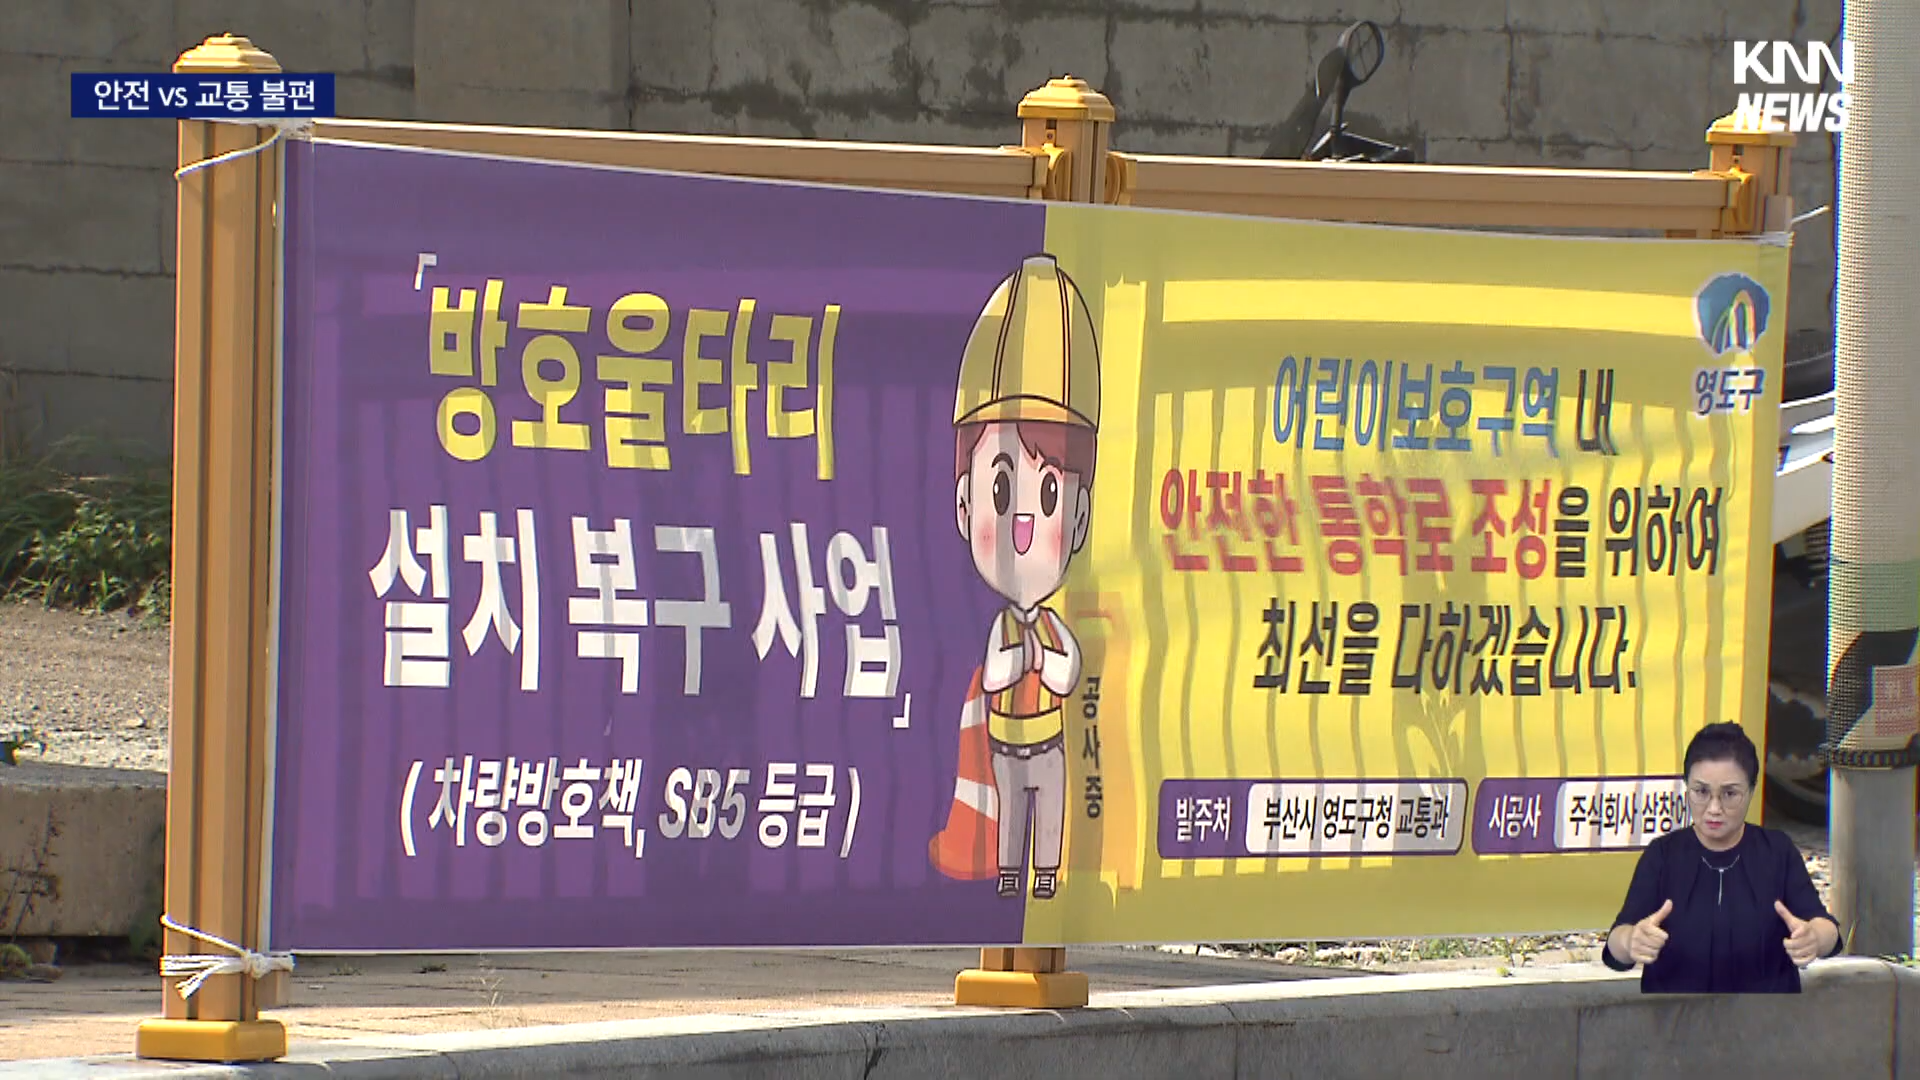 안전 vs 교통 불편
KNN
NEWS
「방호울타리
설치 복구 사업」
(차량방호책, SB5 등급)
공사중
영도구
어린이보호구역 내
안전한 통학로 조성을 위하여
최선을 다하겠습니다.
발주처 부산시 영도구청 교통과
시공사 주식회사 삼창